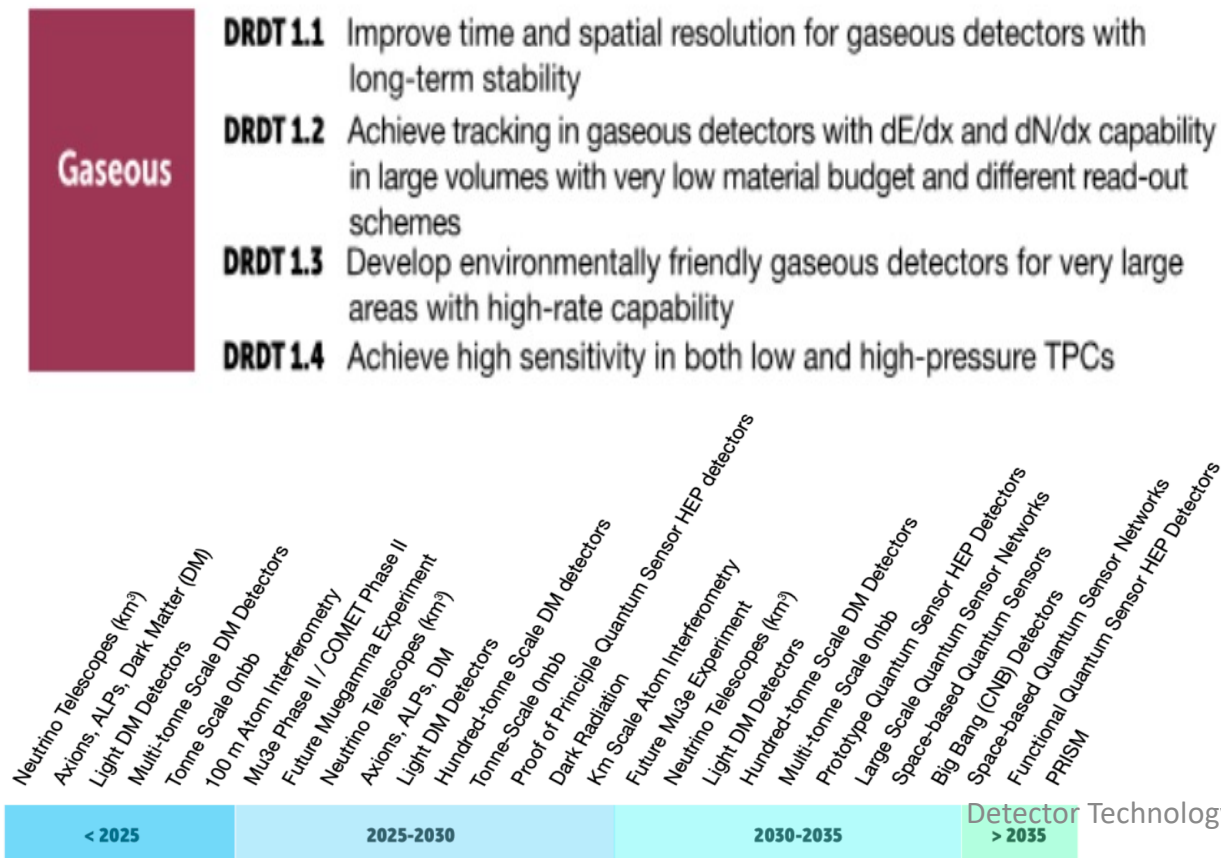 Gaseous
DRDT 1.1 Improve time and spatial resolution for gaseous detectors with
long-term stability
DRDT 1.2 Achieve tracking in gaseous detectors with dE/dx and dN/dx capability
in large volumes with very low material budget and different read-out
schemes
DRDT 1.3 Develop environmentally friendly gaseous detectors for very large
areas with high-rate capability
DRDT 1.4 Achieve high sensitivity in both low and high-pressure TPCs
Neutrino Telescopes (km³)
Axions, ALPs, Dark Matter (DM)
Light DM Detectors
Multi-tonne Scale DM Detectors
Tonne Scale 0nbb
100 m Atom Interferometry
Mu3e Phase II / COMET Phase II
Future Muegamma Experiment
Neutrino Telescopes (km³)
Axions, ALPs, DM
Light DM Detectors
Hundred-tonne Scale DM detectors
Tonne-Scale 0nbb
Proof of Principle Quantum Sensor HEP detectors
Dark Radiation
Km Scale Atom Interferometry
Future Mu3e Experiment
Neutrino Telescopes (km³)
Light DM Detectors
Hundred-tonne Scale DM Detectors
Multi-tonne Scale 0nbb
Prototype Quantum Sensor HEP Detectors
Large Scale Quantum Sensor Networks
Space-based Quantum Sensors
Big Bang (CNB) Detectors
Space-based Quantum Sensor Networks
Functional Quantum Sensor HEP Detectors
PRISM
Detector Technology
< 2025
2025-2030
2030-2035
> 2035